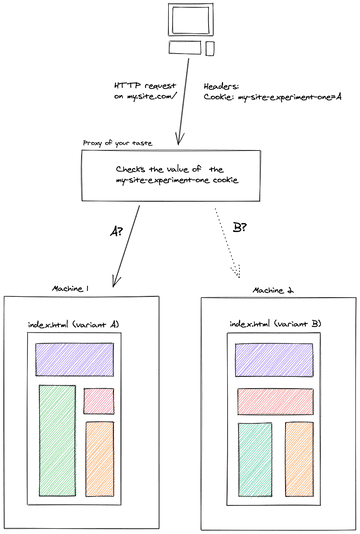 HTTP request
on my.site.com/
Headers:
Cookie: my-site-experiment-one=A
Proxy of your taste
Checks the value of the
my-site-experiment-one cookie
A?
B?
Machine 1
index.html (variant A)
Machine 2
index.html (variant B)